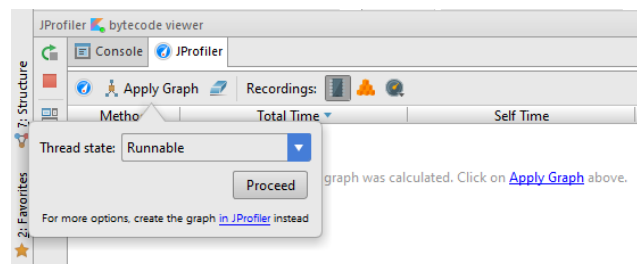 JProfiler bytecode viewer
Console JProfiler
Apply Graph Recordings:
Total Time Self Time
Thread state: Runnable
graph was calculated. Click on Apply Graph above.
Proceed
For more options, create the graph in JProfiler instead
7: Structure
2: Favorites